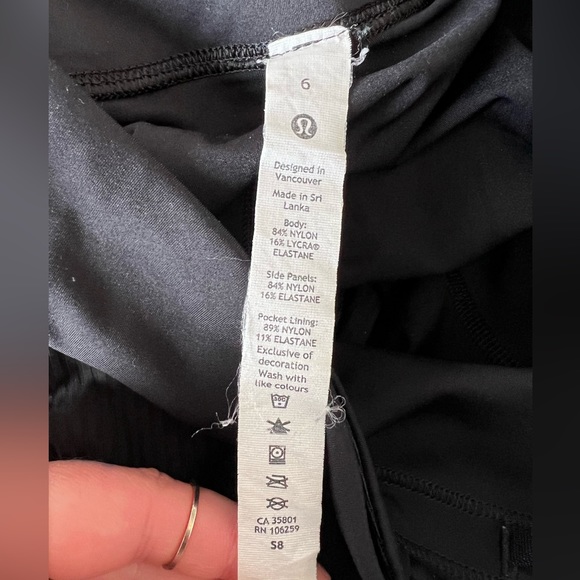 6
Designed in
Vancouver
Made in Sri
Lanka
Body:
84% NYLON
16% LYCRA®
ELASTANE
Side Panels:
84% NYLON
16% ELASTANE
Pocket Lining:
89% NYLON
11% ELASTANE
Exclusive of
decoration
Wash with
like colours
30C
CA 35801
RN 106259
S8